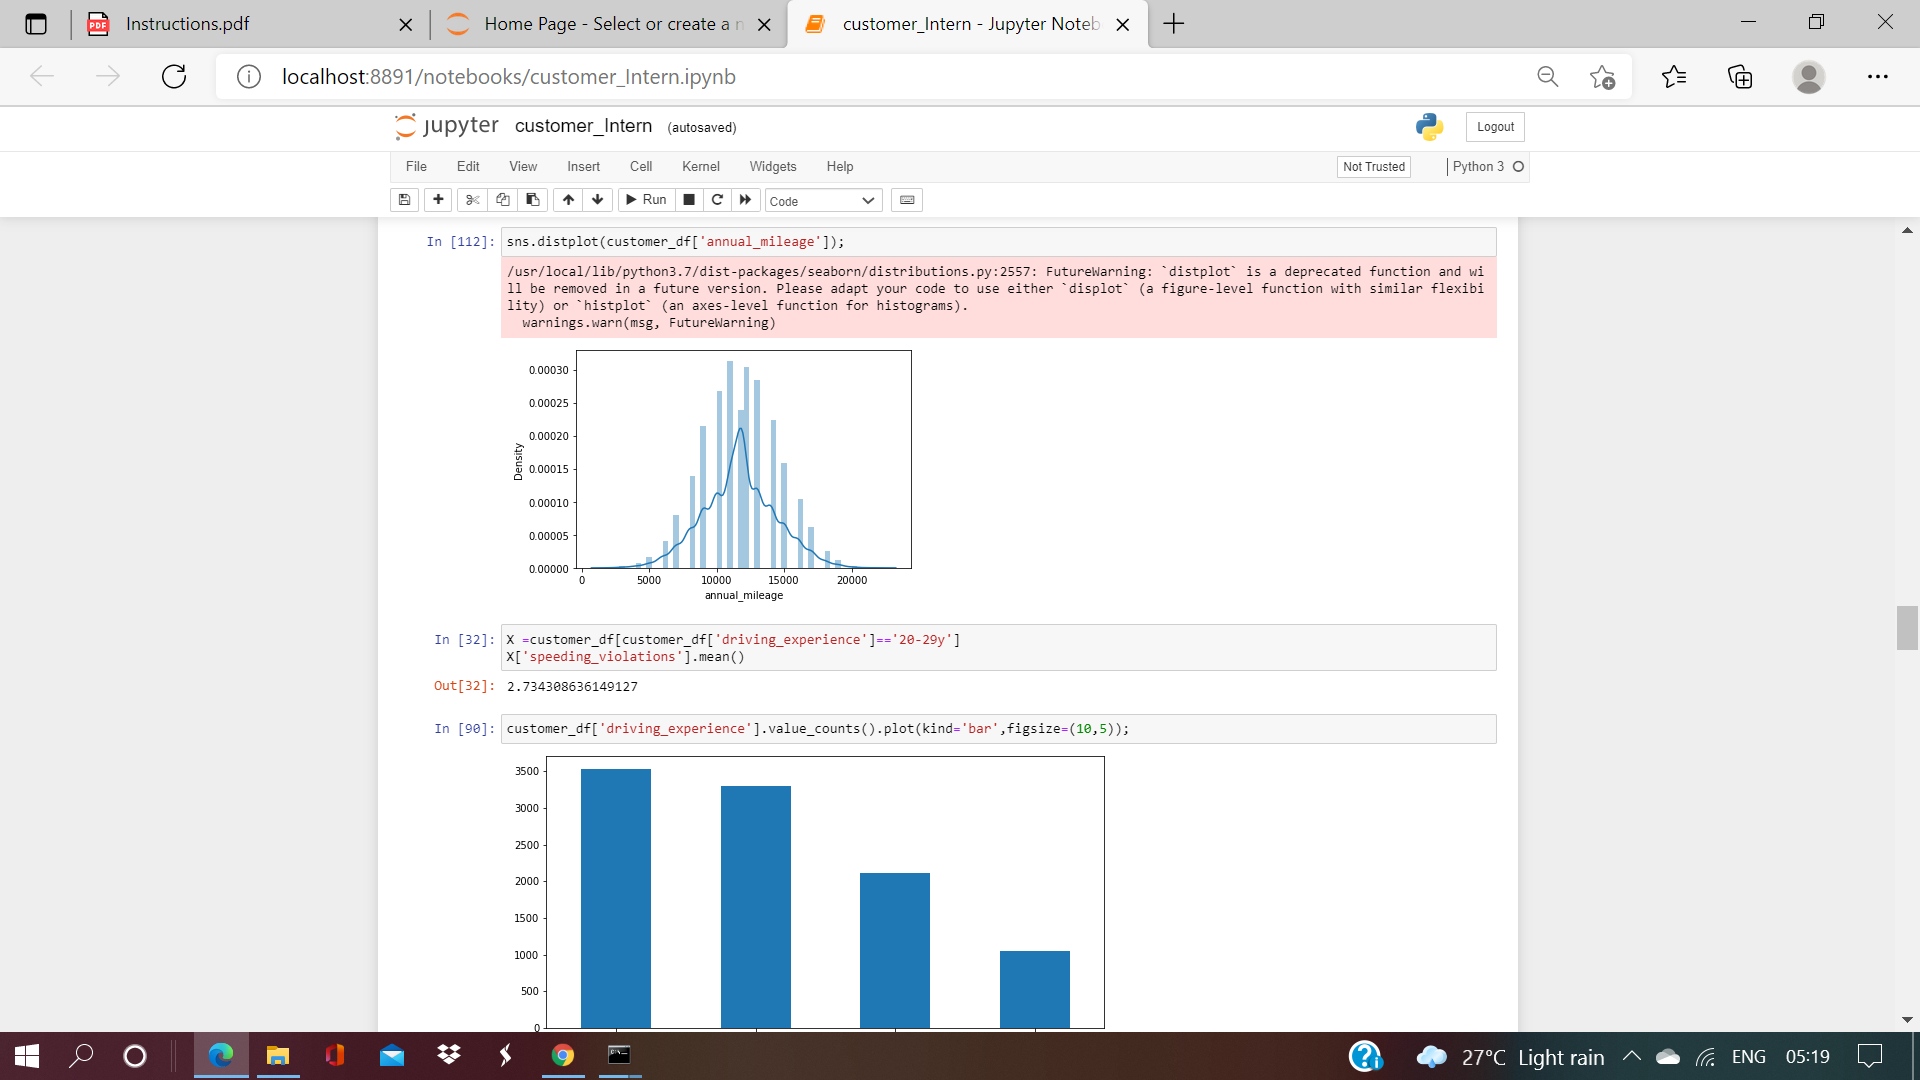 Instructions.pdf
Home Page - Select or create a n
customer_Intern - Jupyter Noteb
localhost:8891/notebooks/customer_Intern.ipynb
jupyter customer_Intern (autosaved)
Logout
File Edit View Insert Cell Kernel Widgets Help
Not Trusted
Python 3
Run
Code
In [112]: sns.distplot(customer_df['annual_mileage']);
/usr/local/lib/python3.7/dist-packages/seaborn/distributions.py:2557: FutureWarning: `distplot` is a deprecated function and wi
ll be removed in a future version. Please adapt your code to use either `displot` (a figure-level function with similar flexibi
lity) or `histplot` (an axes-level function for histograms).
warnings.warn(msg, FutureWarning)
0.00030
0.00025
0.00020
0.00015
0.00010
0.00005
0.00000
Density
0 5000 10000 15000 20000
annual_mileage
In [32]: X =customer_df[customer_df['driving_experience']=='20-29y']
X['speeding_violations'].mean()
Out[32]: 2.734308636149127
In [90]: customer_df['driving_experience'].value_counts().plot(kind='bar',figsize=(10,5));
3500
3000
2500
2000
1500
1000
500
0
27°C Light rain
ENG
05:19